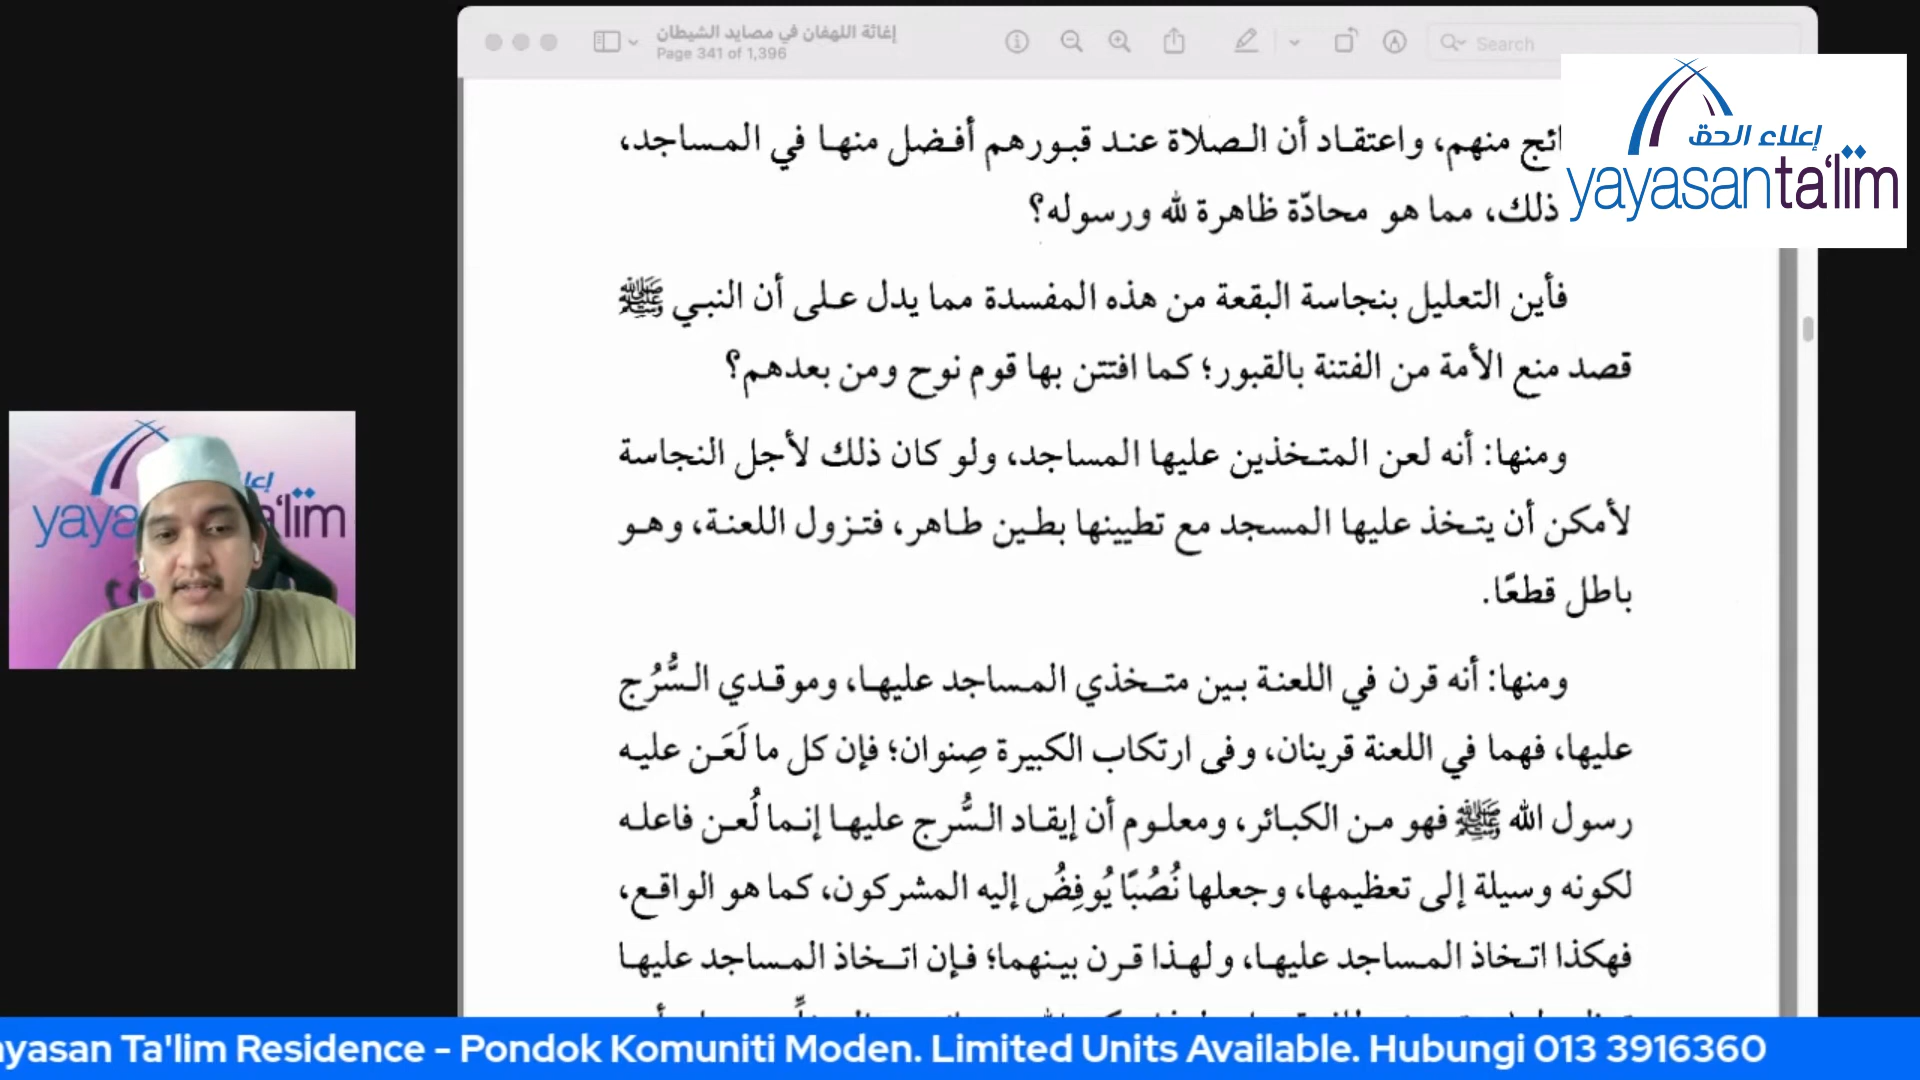 إغاثة اللهفان في مصايد الشيطان
Page 341 of 1,396
Search
إعلاء الحق
yayasanta'lim
ائج منهم، واعتقاد أن الصلاة عند قبورهم أفضل منها في المساجد،
ذلك، مما هو محادّة ظاهرة لله ورسوله؟
فأين التعليل بنجاسة البقعة من هذه المفسدة مما يدل على أن النبي ﷺ
قصد منع الأمة من الفتنة بالقبور؛ كما افتتن بها قوم نوح ومن بعدهم؟
ومنها: أنه لعن المتخذين عليها المساجد، ولو كان ذلك لأجل النجاسة
لأمكن أن يتخذ عليها المسجد مع تطيينها بطين طاهر، فتزول اللعنة، وهو
باطل قطعًا.
ومنها: أنه قرن في اللعنة بين متخذي المساجد عليها، وموقدي السُّرُج
عليها، فهما في اللعنة قرينان، وفى ارتكاب الكبيرة صِنوان؛ فإن كل ما لَعَن عليه
رسول الله ﷺ فهو من الكبائر، ومعلوم أن إيقاد السُّرج عليها إنما لُعن فاعله
لكونه وسيلة إلى تعظيمها، وجعلها نُصُبًا يُوفِضُ إليه المشركون، كما هو الواقع،
فهكذا اتخاذ المساجد عليها، ولهذا قرن بينهما؛ فإن اتخاذ المساجد عليها
yaya
a'lim
ayasan Ta'lim Residence - Pondok Komuniti Moden. Limited Units Available. Hubungi 013 3916360